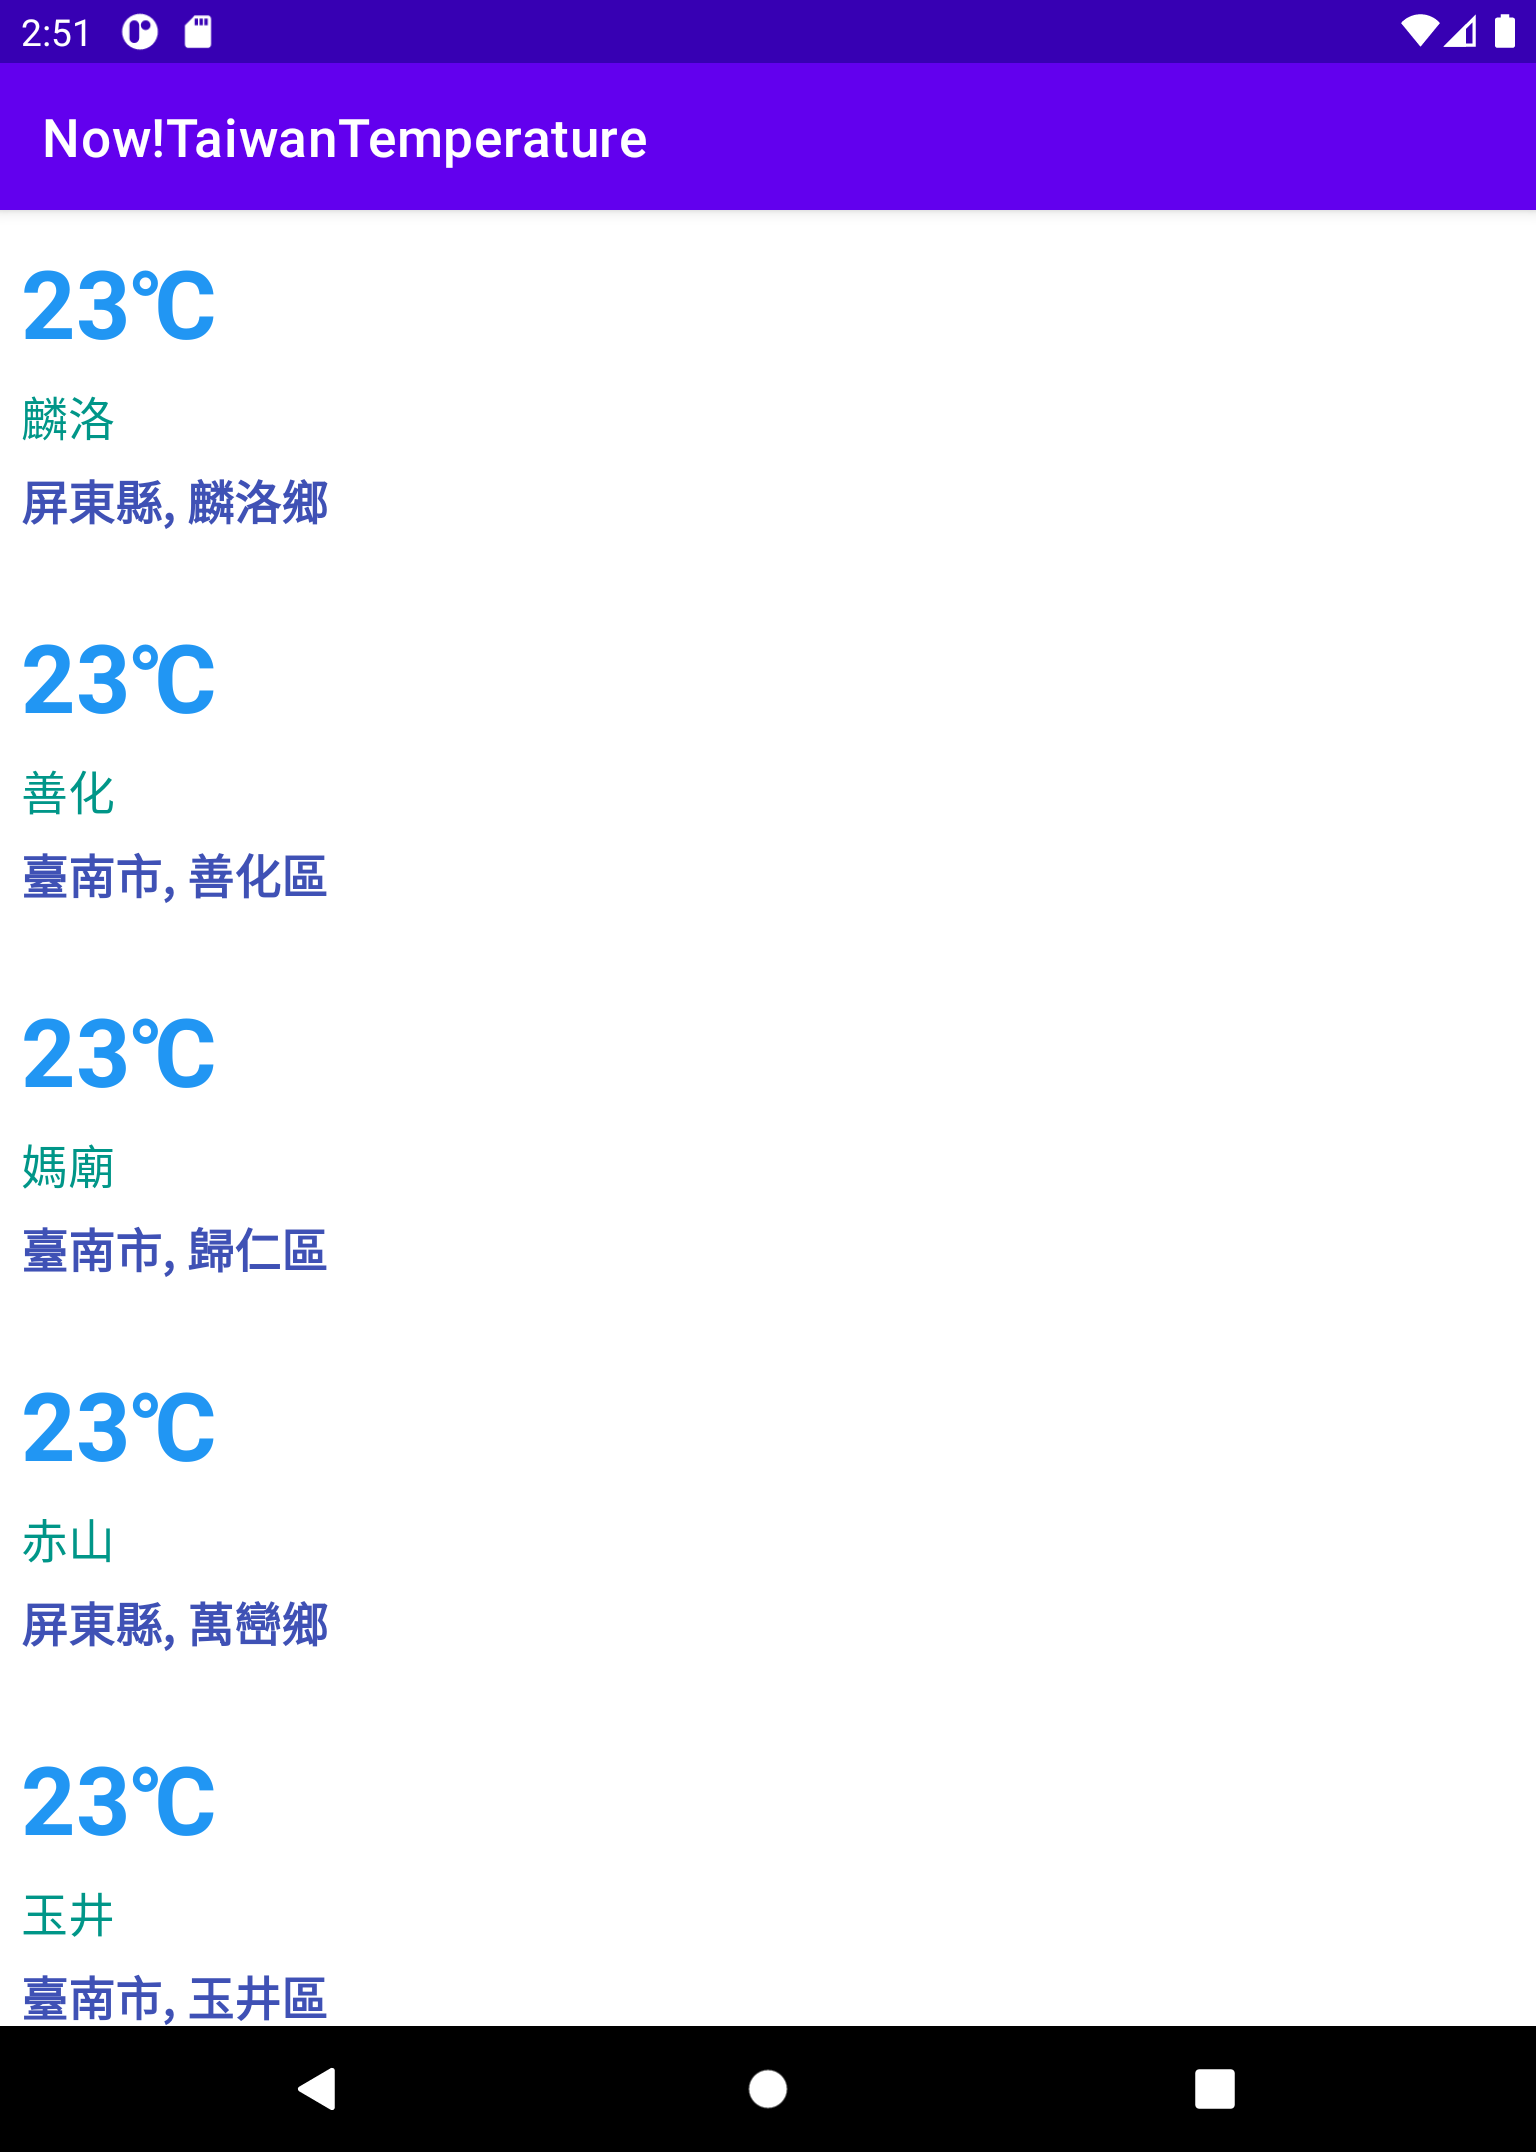 2:51
Now!TaiwanTemperature
23°C
麟洛
屏東縣, 麟洛鄉
23°C
善化
臺南市, 善化區
23°C
媽廟
臺南市, 歸仁區
23°C
赤山
屏東縣, 萬巒鄉
23°C
玉井
臺南市, 玉井區